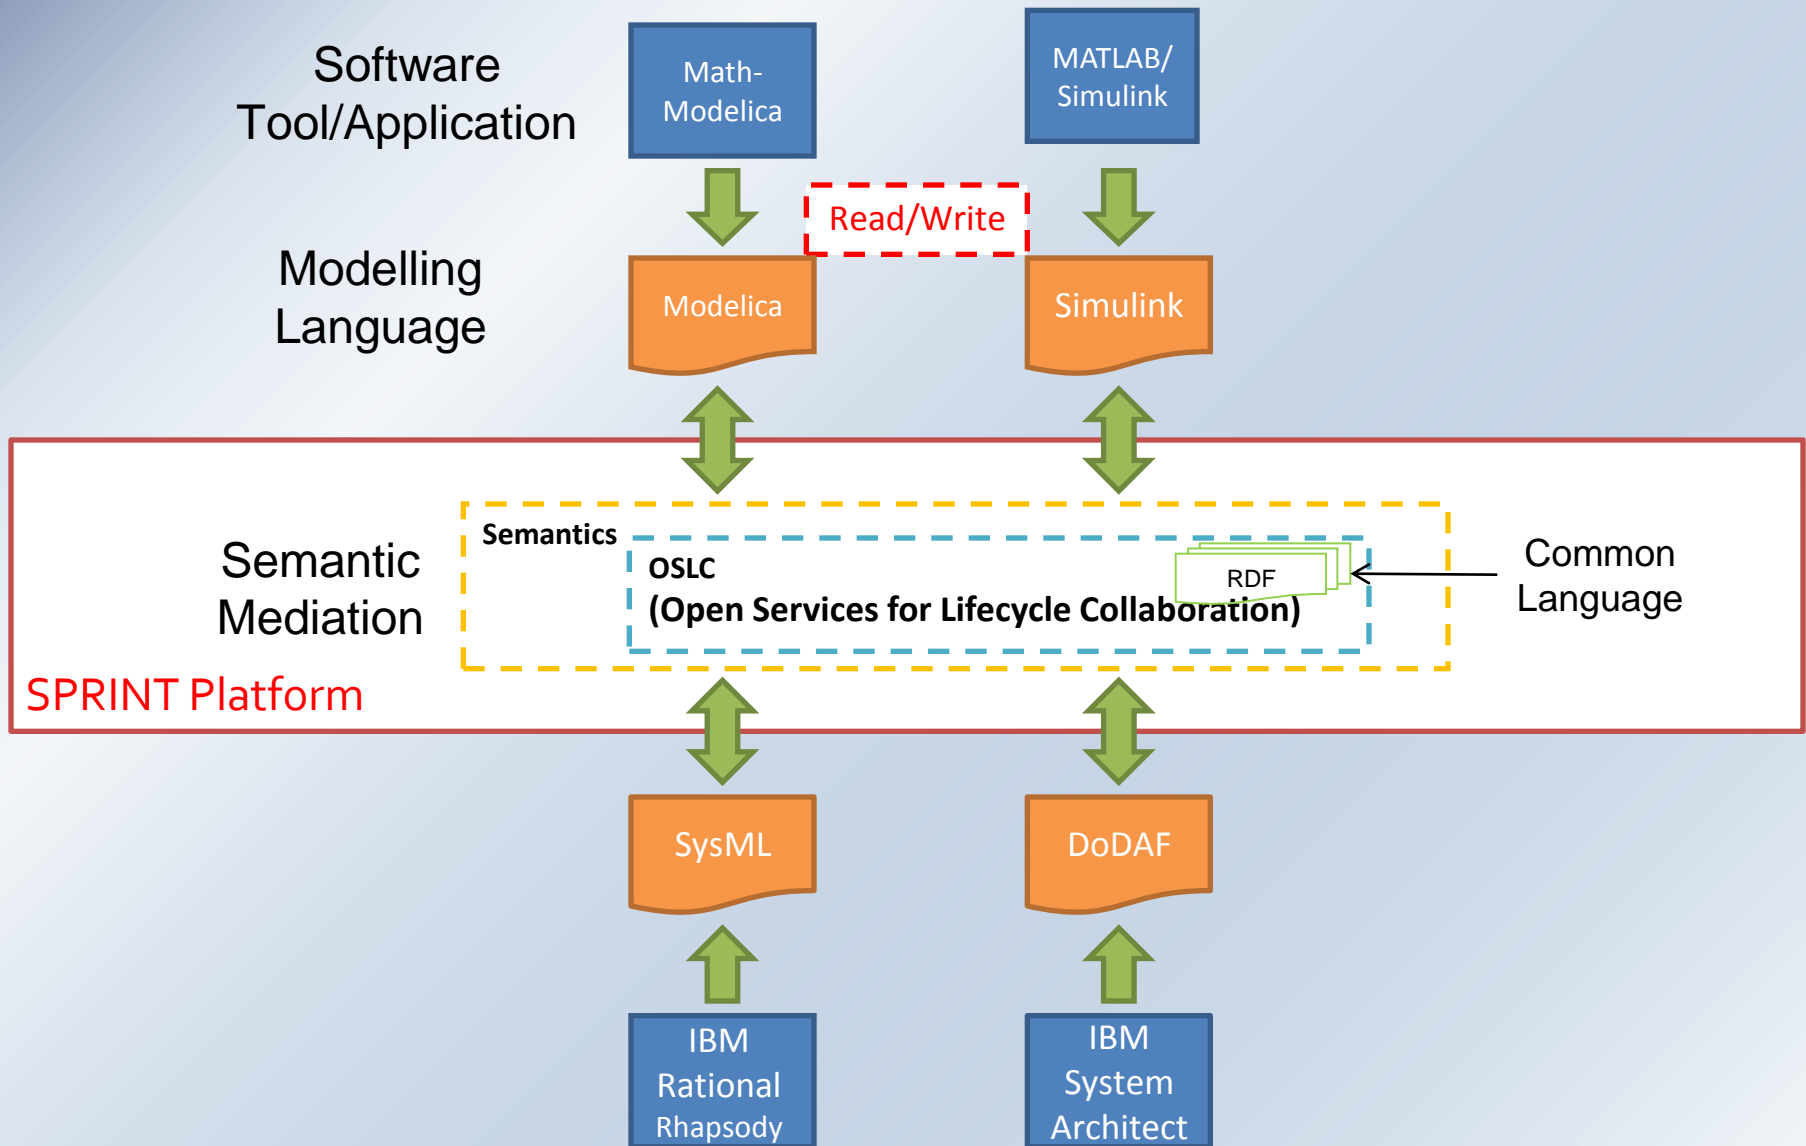 Software
Tool/Application
Math-
Modelica
MATLAB/
Simulink
Read/Write
Modelling
Language
Modelica
Simulink
Semantic
Mediation
Semantics
OSLC
(Open Services for Lifecycle Collaboration)
RDF
Common
Language
SPRINT Platform
SysML
DoDAF
IBM
Rational
Rhapsody
IBM
System
Architect